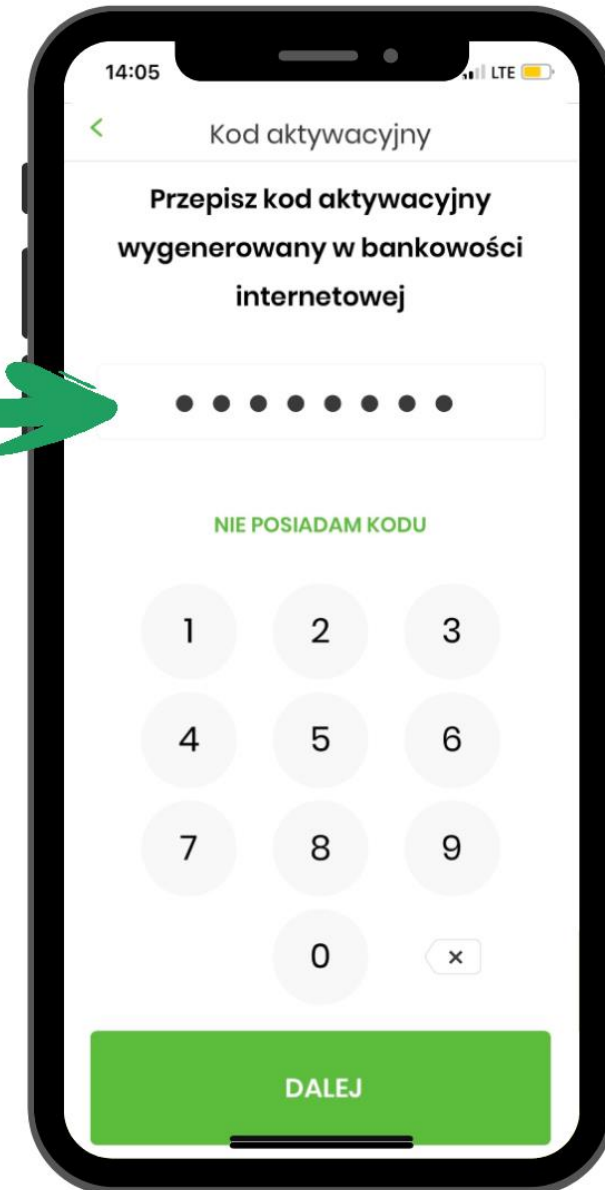 14:05 LTE
Kod aktywacyjny
Przepisz kod aktywacyjny
wygenerowany w bankowości
internetowej
NIE POSIADAM KODU
1 2 3
4 5 6
7 8 9
0
DALEJ